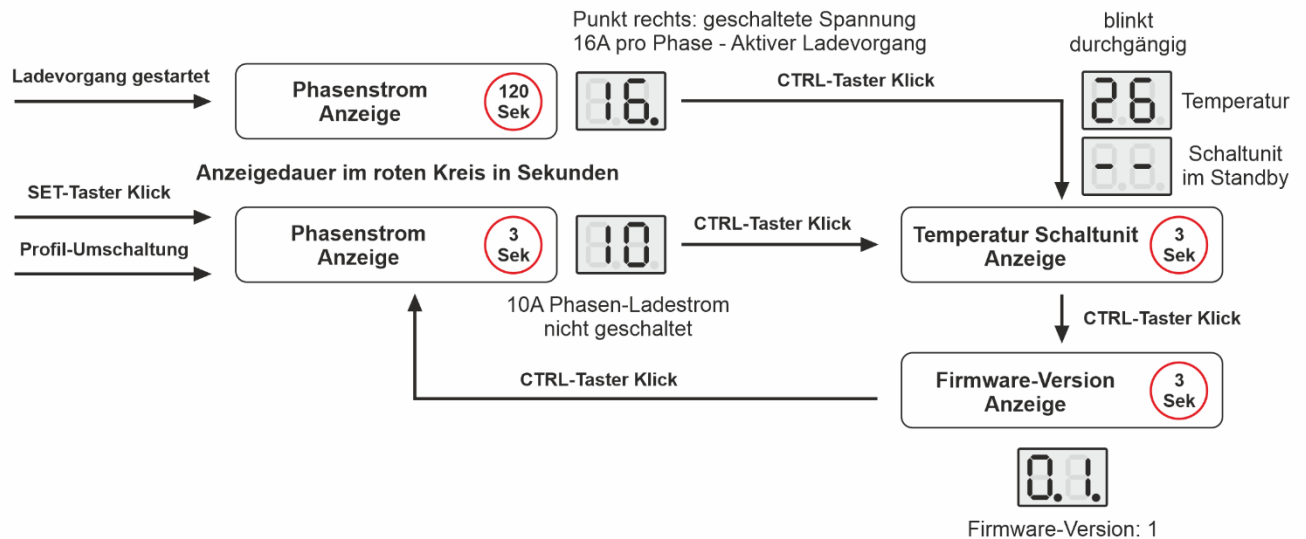 Punkt rechts: geschaltete Spannung
16A pro Phase - Aktiver Ladevorgang
blinkt
durchgängig
Ladevorgang gestartet
Phasenstrom
Anzeige
120
Sek
16.
CTRL-Taster Klick
26
Temperatur
- -
Schaltunit
im Standby
Anzeigedauer im roten Kreis in Sekunden
SET-Taster Klick
Profil-Umschaltung
Phasenstrom
Anzeige
3
Sek
10
CTRL-Taster Klick
Temperatur Schaltunit
Anzeige
3
Sek
10A Phasen-Ladestrom
nicht geschaltet
CTRL-Taster Klick
CTRL-Taster Klick
Firmware-Version
Anzeige
3
Sek
0.1.
Firmware-Version: 1